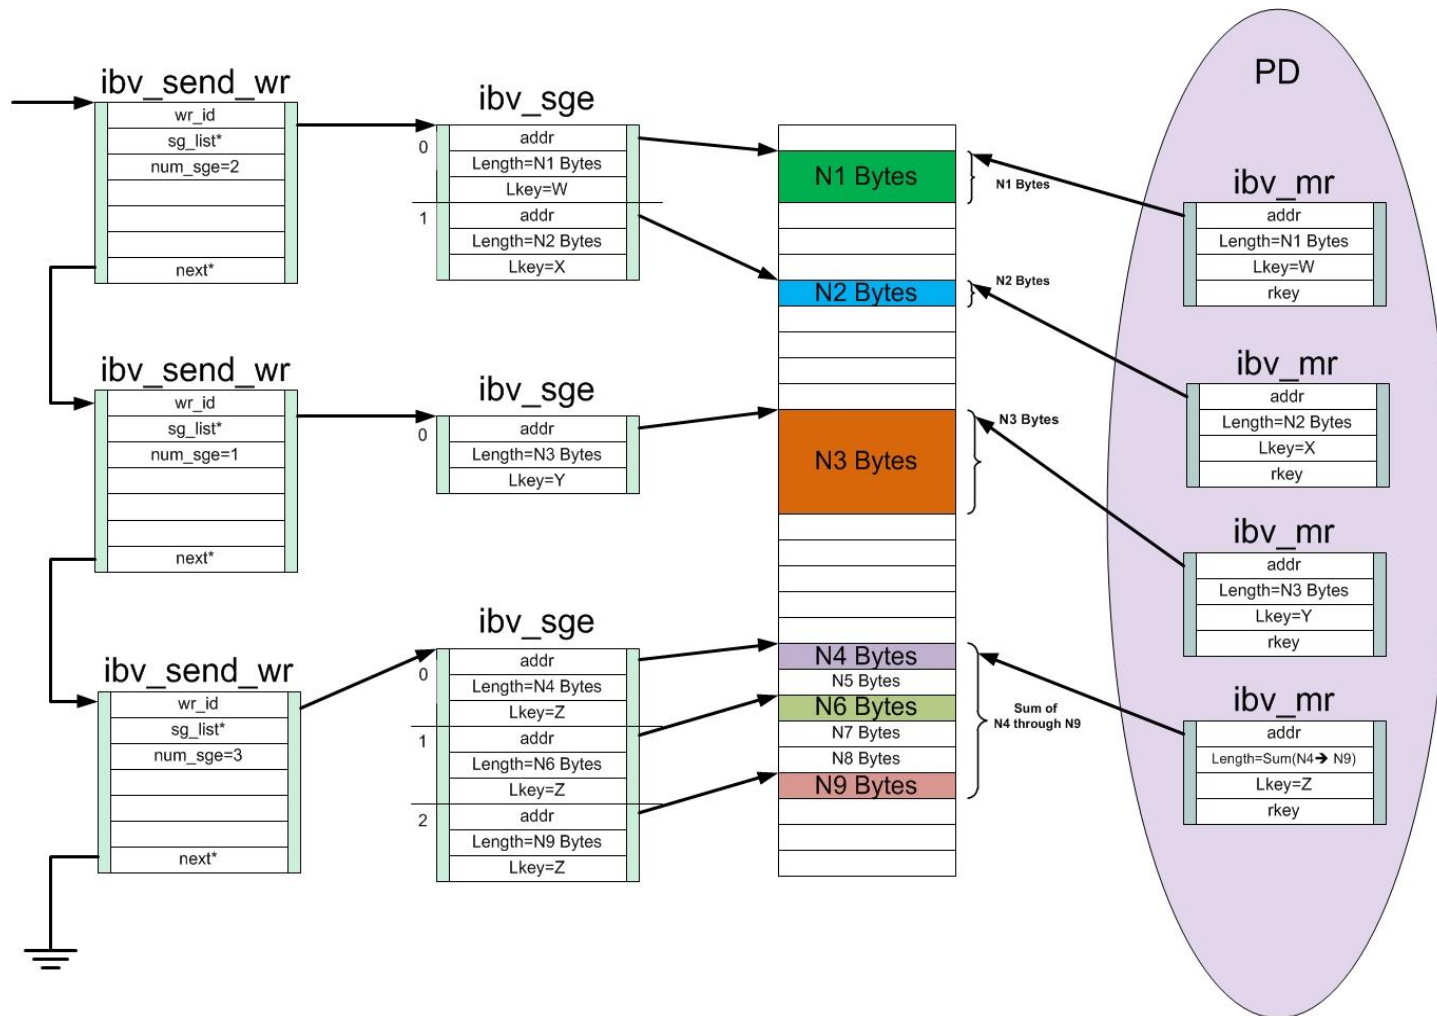 ibv_send_wr
wr_id
sg_list*
num_sge=2
next*
ibv_send_wr
wr_id
sg_list*
num_sge=1
next*
ibv_send_wr
wr_id
sg_list*
num_sge=3
next*
ibv_sge
0
addr
Length=N1 Bytes
Lkey=W
1
addr
Length=N2 Bytes
Lkey=X
ibv_sge
0
addr
Length=N3 Bytes
Lkey=Y
ibv_sge
0
addr
Length=N4 Bytes
Lkey=Z
1
addr
Length=N6 Bytes
Lkey=Z
2
addr
Length=N9 Bytes
Lkey=Z
N1 Bytes
N2 Bytes
N3 Bytes
N4 Bytes
N5 Bytes
N6 Bytes
N7 Bytes
N8 Bytes
N9 Bytes
N1 Bytes
N2 Bytes
N3 Bytes
Sum of
N4 through N9
PD
ibv_mr
addr
Length=N1 Bytes
Lkey=W
rkey
ibv_mr
addr
Length=N2 Bytes
Lkey=X
rkey
ibv_mr
addr
Length=N3 Bytes
Lkey=Y
rkey
ibv_mr
addr
Length=Sum(N4➔ N9)
Lkey=Z
rkey